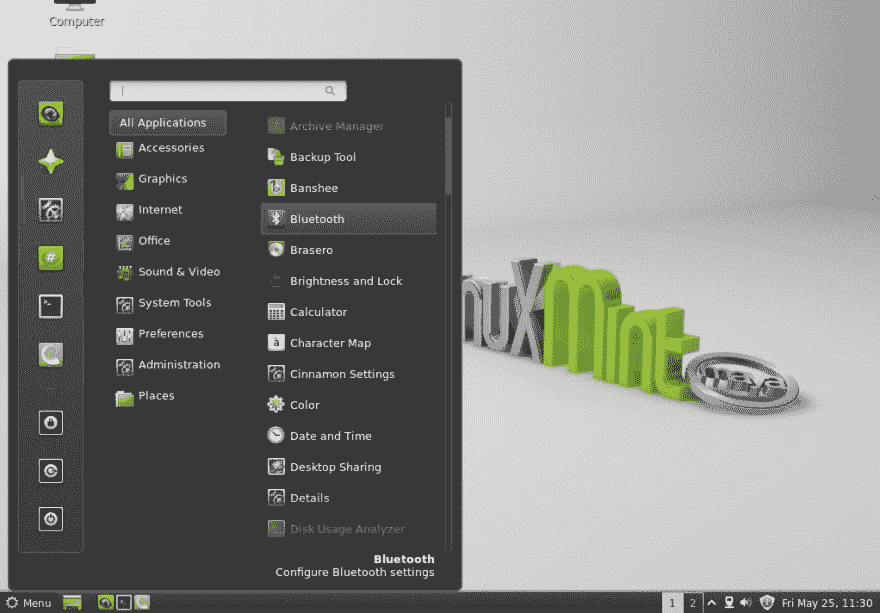 Computer
All Applications
Accessories
Graphics
Internet
Office
Sound & Video
System Tools
Preferences
Administration
Places
Archive Manager
Backup Tool
Banshee
Bluetooth
Brasero
Brightness and Lock
Calculator
Character Map
Cinnamon Settings
Color
Date and Time
Desktop Sharing
Details
Disk Usage Analyzer
Bluetooth
Configure Bluetooth settings
nuxmint
maya
Menu
1
2
Fri May 25, 11:30